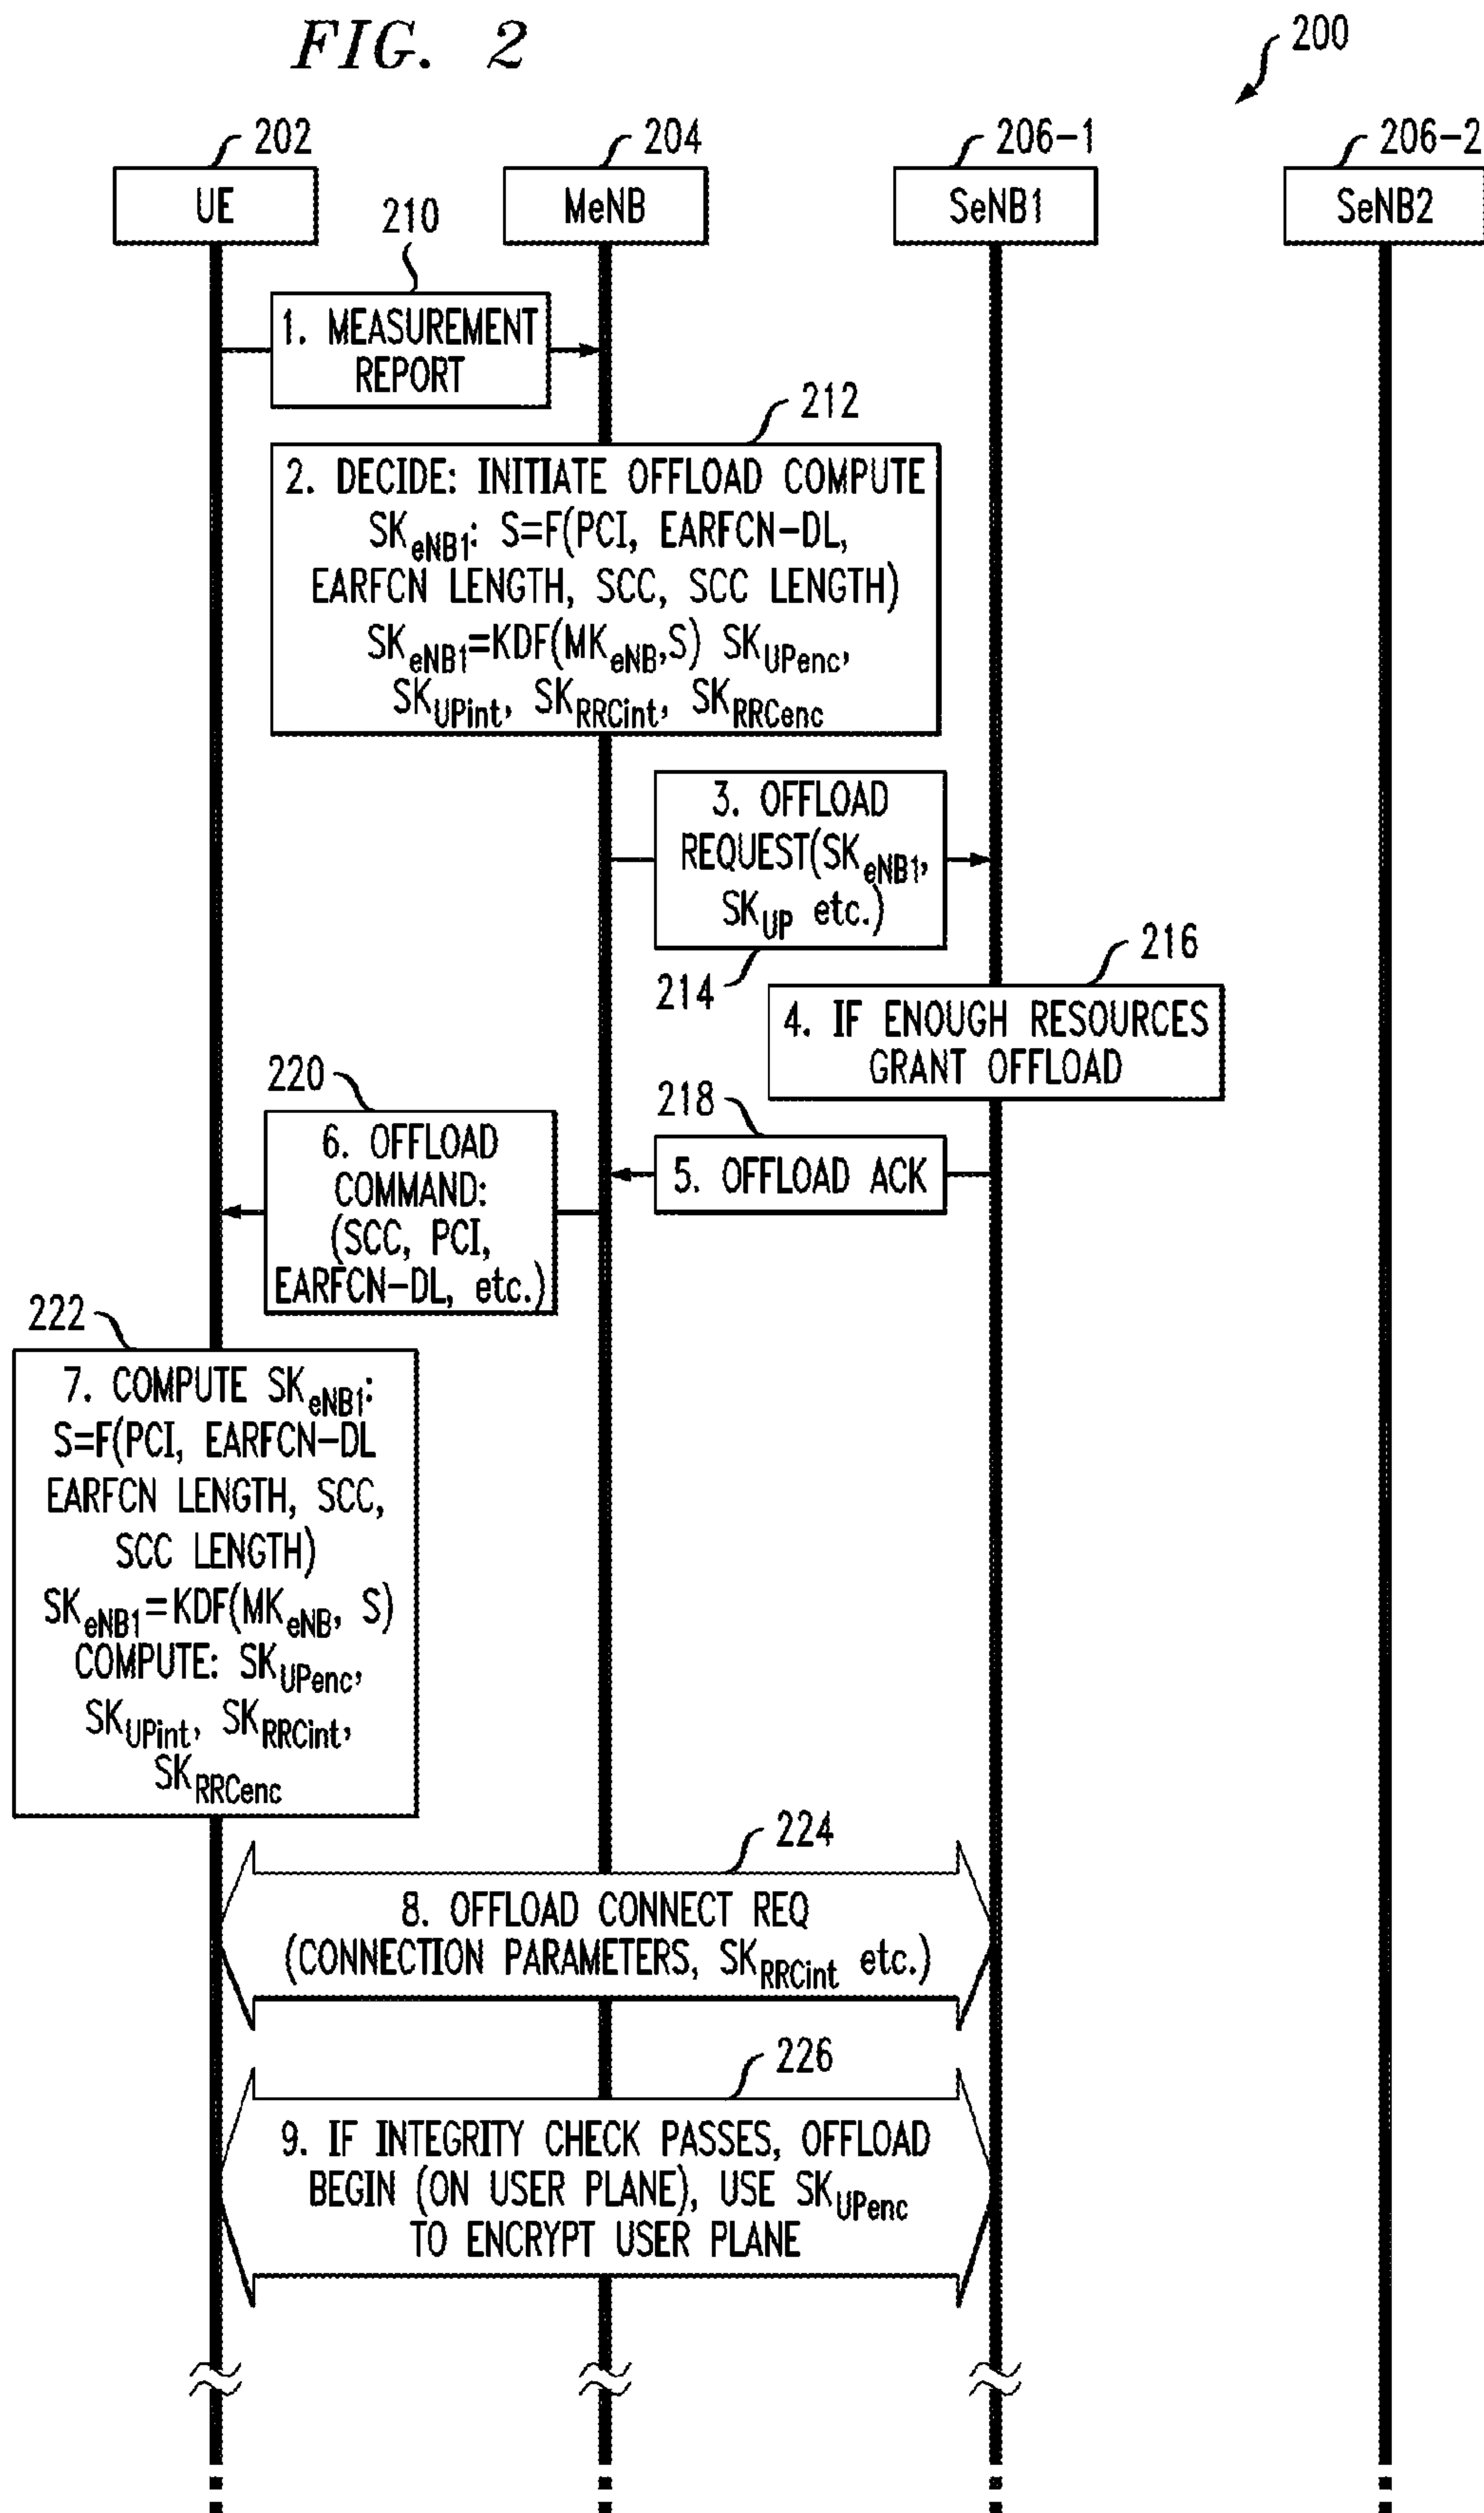 FIG. 2
200
202
204
206-1
206-2
UE
MeNB
SeNB1
SeNB2
210
1. MEASUREMENT
REPORT
212
2. DECIDE: INITIATE OFFLOAD COMPUTE
SKeNB1: S=F(PCI, EARFCN-DL,
EARFCN LENGTH, SCC, SCC LENGTH)
SKeNB1=KDF(MKeNB,S) SKUPenc,
SKUPint, SKRRCint, SKRRCenc
3. OFFLOAD
REQUEST(SKeNB1,
SKUP etc.)
214
216
4. IF ENOUGH RESOURCES
GRANT OFFLOAD
218
5. OFFLOAD ACK
220
6. OFFLOAD
COMMAND:
(SCC, PCI,
EARFCN-DL, etc.)
222
7. COMPUTE SKeNB1:
S=F(PCI, EARFCN-DL
EARFCN LENGTH, SCC,
SCC LENGTH)
SKeNB1=KDF(MKeNB, S)
COMPUTE: SKUPenc,
SKUPint, SKRRCint,
SKRRCenc
224
8. OFFLOAD CONNECT REQ
(CONNECTION PARAMETERS, SKRRCint etc.)
226
9. IF INTEGRITY CHECK PASSES, OFFLOAD
BEGIN (ON USER PLANE), USE SKUPenc
TO ENCRYPT USER PLANE